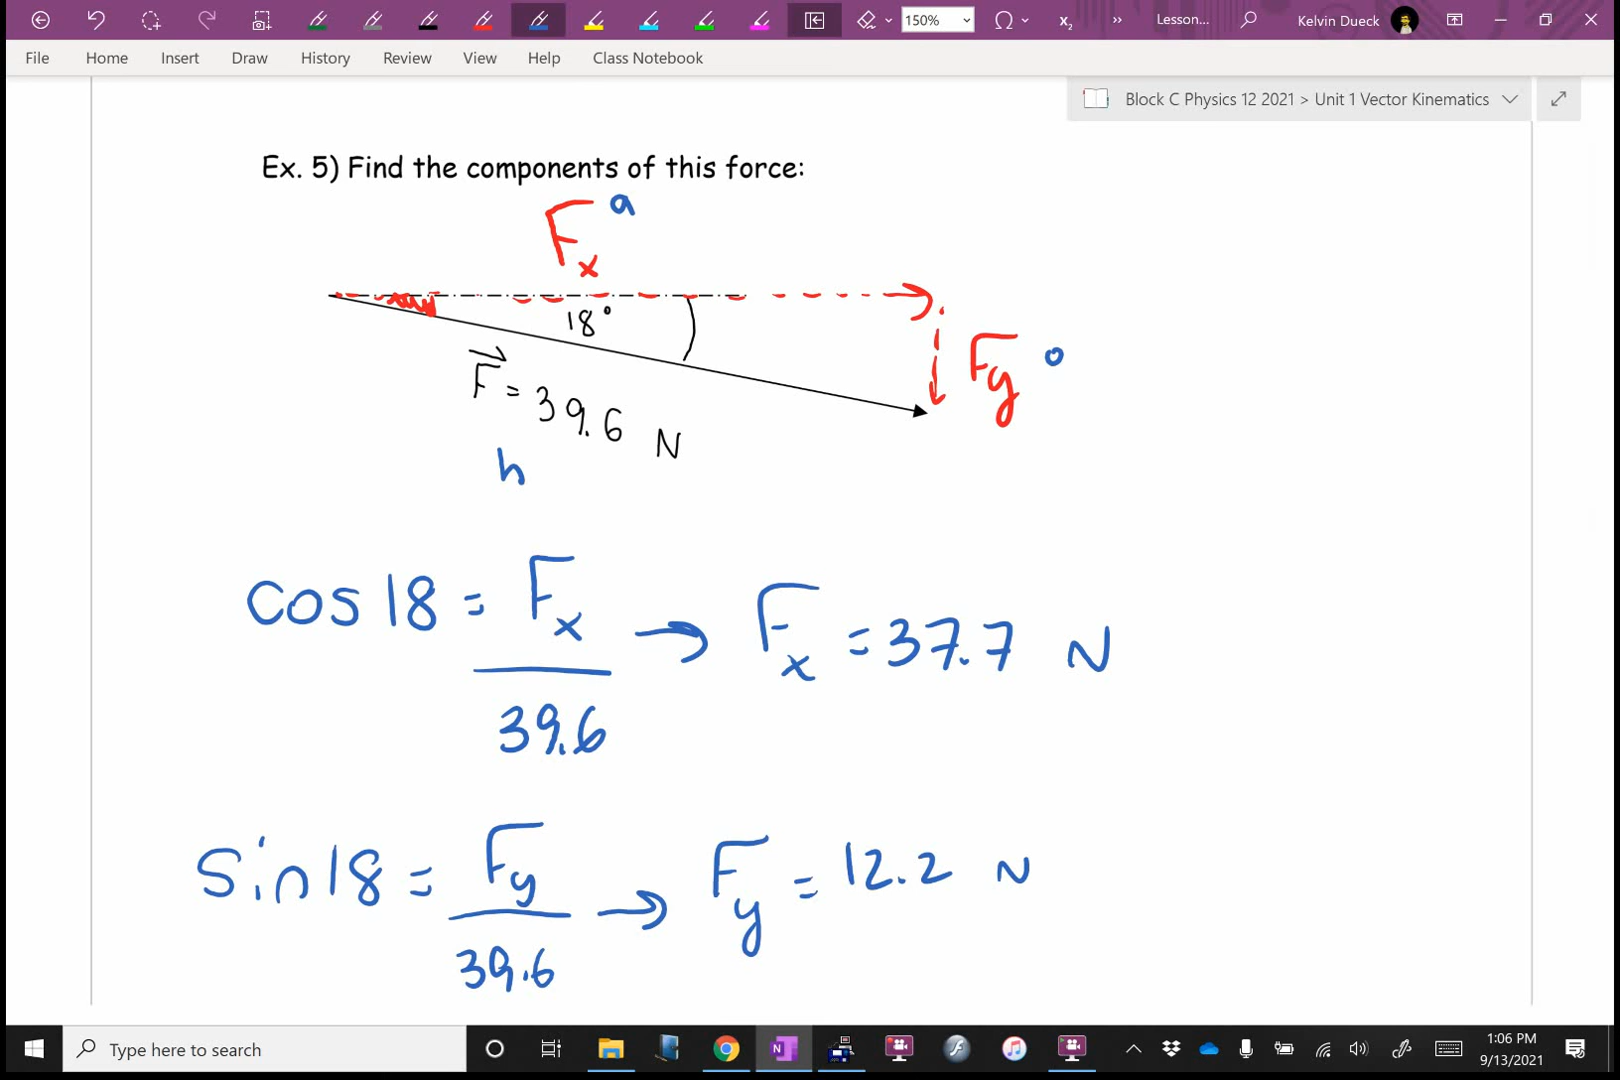 150%
Ω
x₂
»
Lesson...
Kelvin Dueck
File Home Insert Draw History Review View Help Class Notebook
Block C Physics 12 2021 > Unit 1 Vector Kinematics
Ex. 5) Find the components of this force:
Fx a
18°
F = 39.6 N
Fy o
h
cos 18 = Fx / 39.6 → Fx = 37.7 N
Sin 18 = Fy / 39.6 → Fy = 12.2 N
Type here to search
N
1:06 PM
9/13/2021